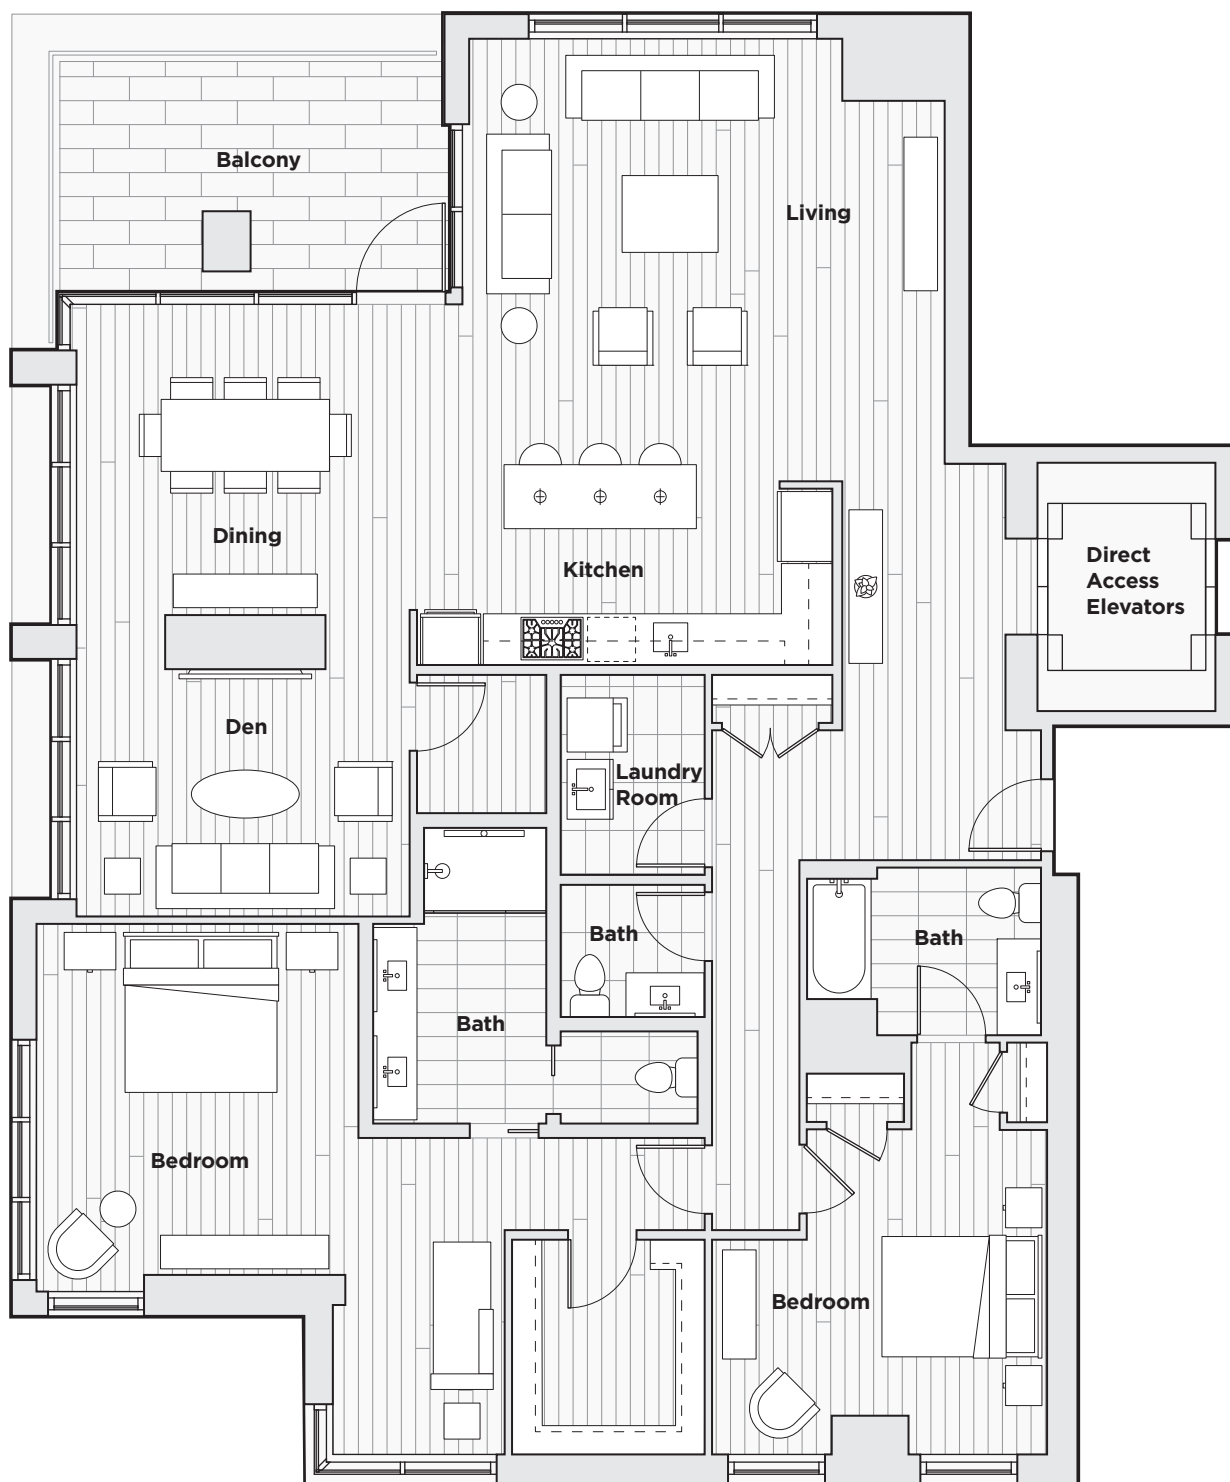 Balcony
Living
Dining
Kitchen
Direct
Access
Elevators
Den
Laundry
Room
Bath
Bath
Bath
Bedroom
Bedroom